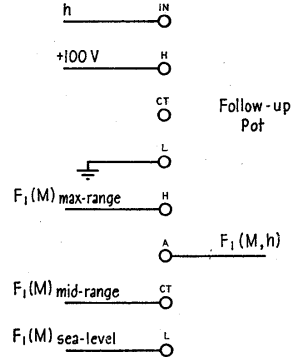 h IN
+100 V H
CT Follow-up
Pot
L
F₁(M) max-range H
A F₁(M,h)
F₁(M) mid-range CT
F₁(M) sea-level L